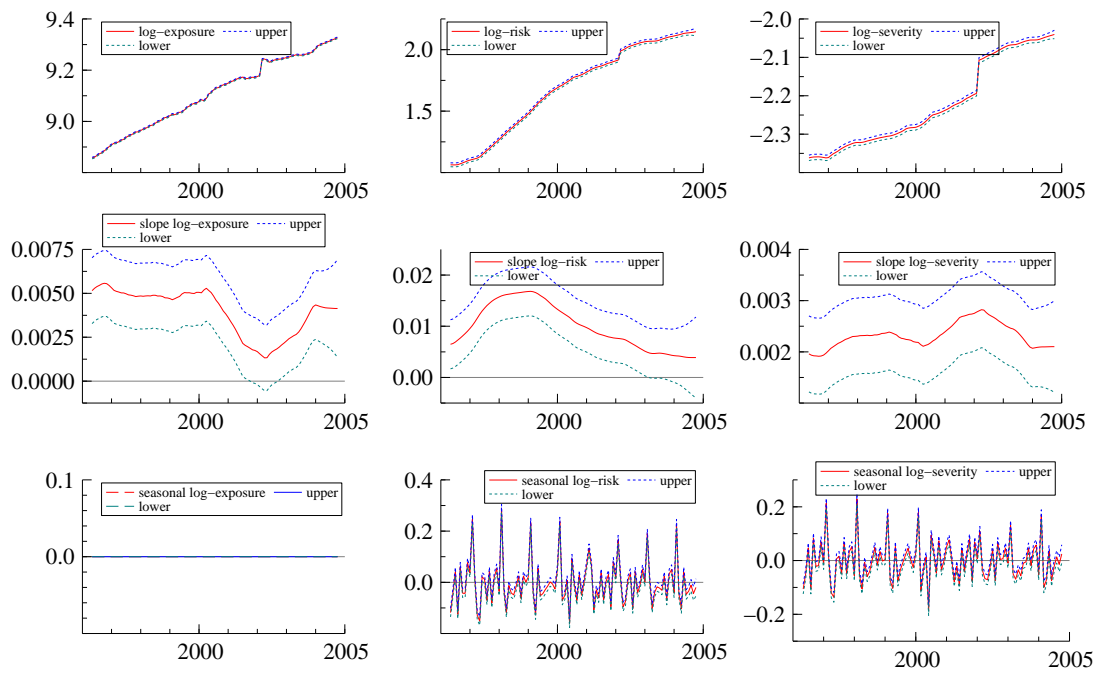 log−exposure upper
lower
9.4
9.2
9.0
2000 2005
log−risk upper
lower
2.0
1.5
2000 2005
log−severity upper
lower
−2.0
−2.1
−2.2
−2.3
2000 2005
slope log−exposure upper
lower
0.0075
0.0050
0.0025
0.0000
2000 2005
slope log−risk upper
lower
0.02
0.01
0.00
2000 2005
slope log−severity upper
lower
0.004
0.003
0.002
2000 2005
seasonal log−exposure upper
lower
0.1
0.0
2000 2005
seasonal log−risk upper
lower
0.4
0.2
0.0
2000 2005
seasonal log−severity upper
lower
0.2
0.0
−0.2
2000 2005